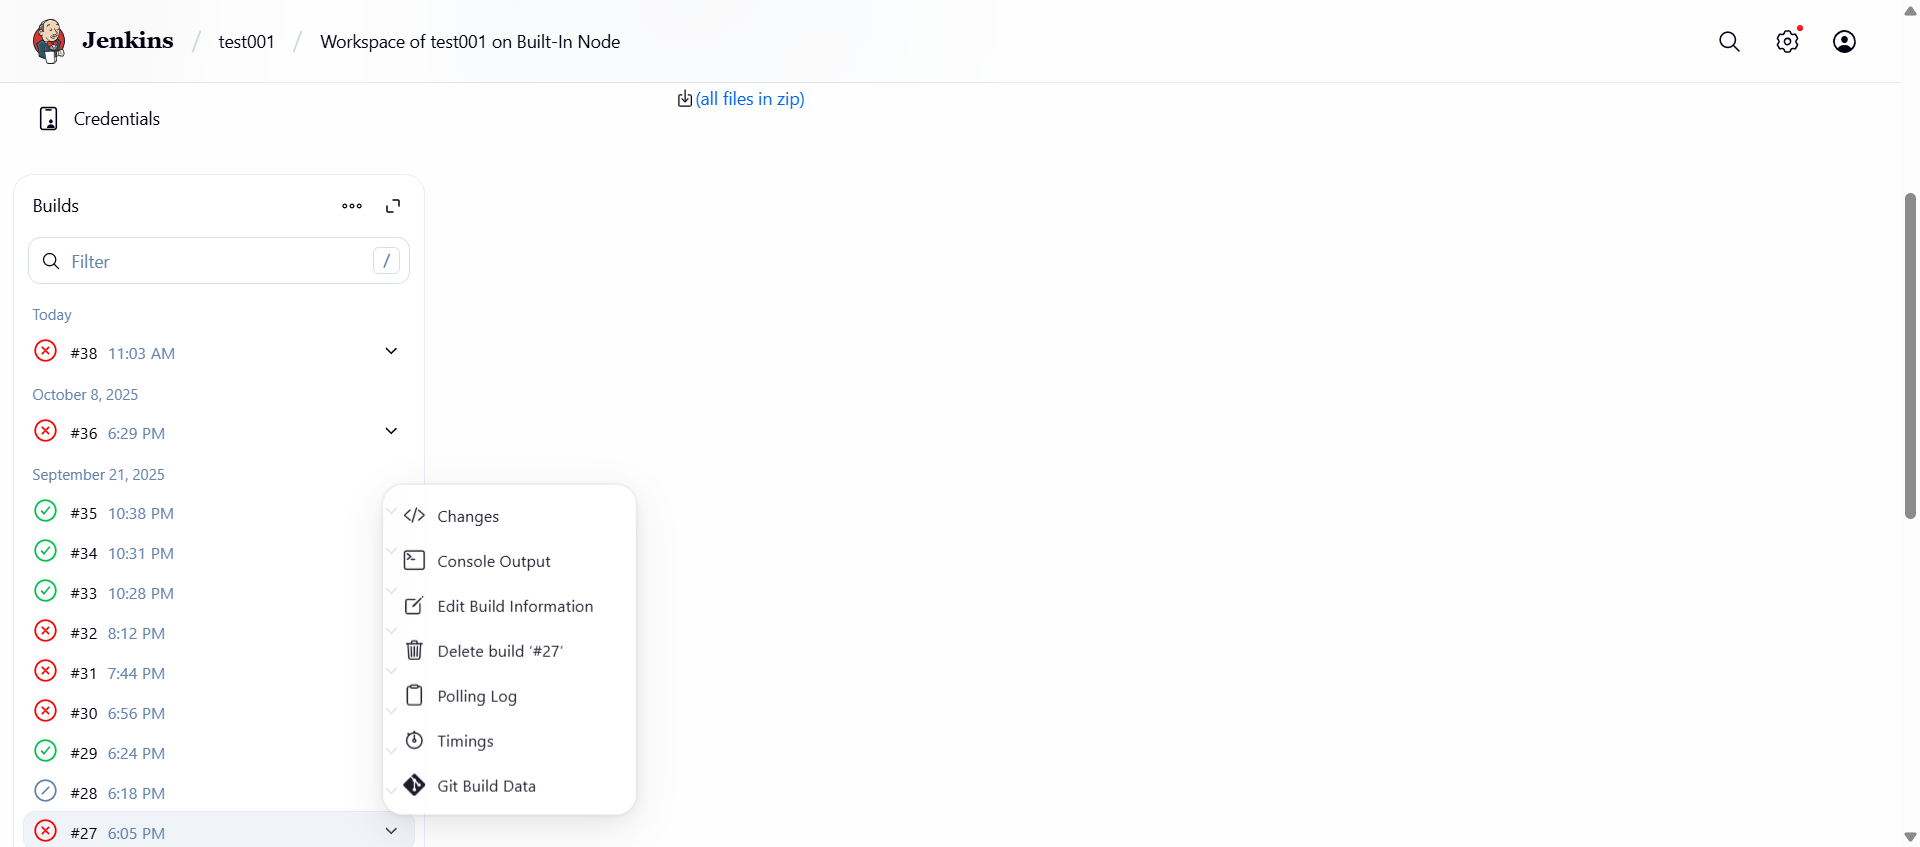 Jenkins / test001 / Workspace of test001 on Built-In Node
(all files in zip)
Credentials
Builds
Filter /
Today
#38 11:03 AM
October 8, 2025
#36 6:29 PM
September 21, 2025
#35 10:38 PM
#34 10:31 PM
#33 10:28 PM
#32 8:12 PM
#31 7:44 PM
#30 6:56 PM
#29 6:24 PM
#28 6:18 PM
#27 6:05 PM
Changes
Console Output
Edit Build Information
Delete build ‘#27’
Polling Log
Timings
Git Build Data